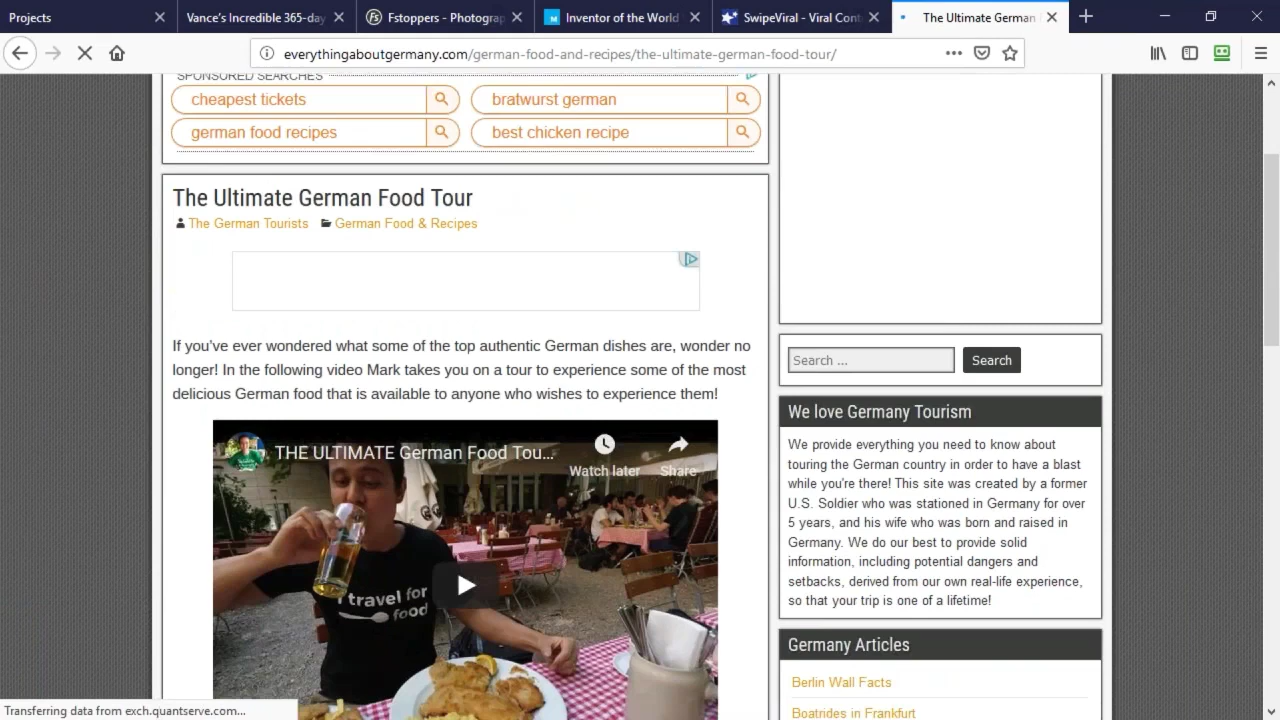 Projects
Vance's Incredible 365-day
Fstoppers - Photograp
Inventor of the World
SwipeViral - Viral Cont
The Ultimate German
everythingaboutgermany.com/german-food-and-recipes/the-ultimate-german-food-tour/
SPONSORED SEARCHES
cheapest tickets
bratwurst german
german food recipes
best chicken recipe
The Ultimate German Food Tour
The German Tourists
German Food & Recipes
If you've ever wondered what some of the top authentic German dishes are, wonder no
longer! In the following video Mark takes you on a tour to experience some of the most
delicious German food that is available to anyone who wishes to experience them!
THE ULTIMATE German Food Tou...
Watch later
Share
I travel for
food
Search ...
Search
We love Germany Tourism
We provide everything you need to know about
touring the German country in order to have a blast
while you're there! This site was created by a former
U.S. Soldier who was stationed in Germany for over
5 years, and his wife who was born and raised in
Germany. We do our best to provide solid
information, including potential dangers and
setbacks, derived from our own real-life experience,
so that your trip is one of a lifetime!
Germany Articles
Berlin Wall Facts
Boatrides in Frankfurt
Transferring data from exch.quantserve.com...